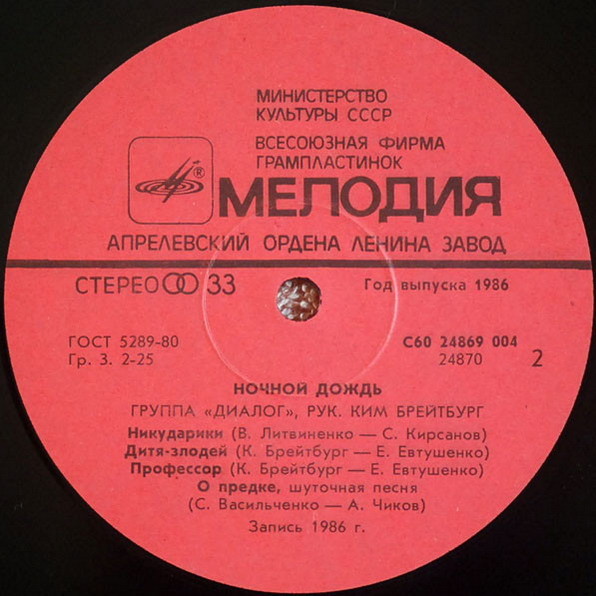 МИНИСТЕРСТВО
КУЛЬТУРЫ СССР
ВСЕСОЮЗНАЯ ФИРМА
ГРАМПЛАСТИНОК
®
МЕЛОДИЯ
АПРЕЛЕВСКИЙ ОРДЕНА ЛЕНИНА ЗАВОД
СТЕРЕО 33
Год выпуска 1986
ГОСТ 5289-80
Гр. 3. 2-25
С60 24869 004
24870
2
НОЧНОЙ ДОЖДЬ
ГРУППА «ДИАЛОГ», РУК. КИМ БРЕЙТБУРГ
Никударики (В. Литвиненко — С. Кирсанов)
Дитя-злодей (К. Брейтбург — Е. Евтушенко)
Профессор (К. Брейтбург — Е. Евтушенко)
О предке, шуточная песня
(С. Васильченко — А. Чиков)
Запись 1986 г.